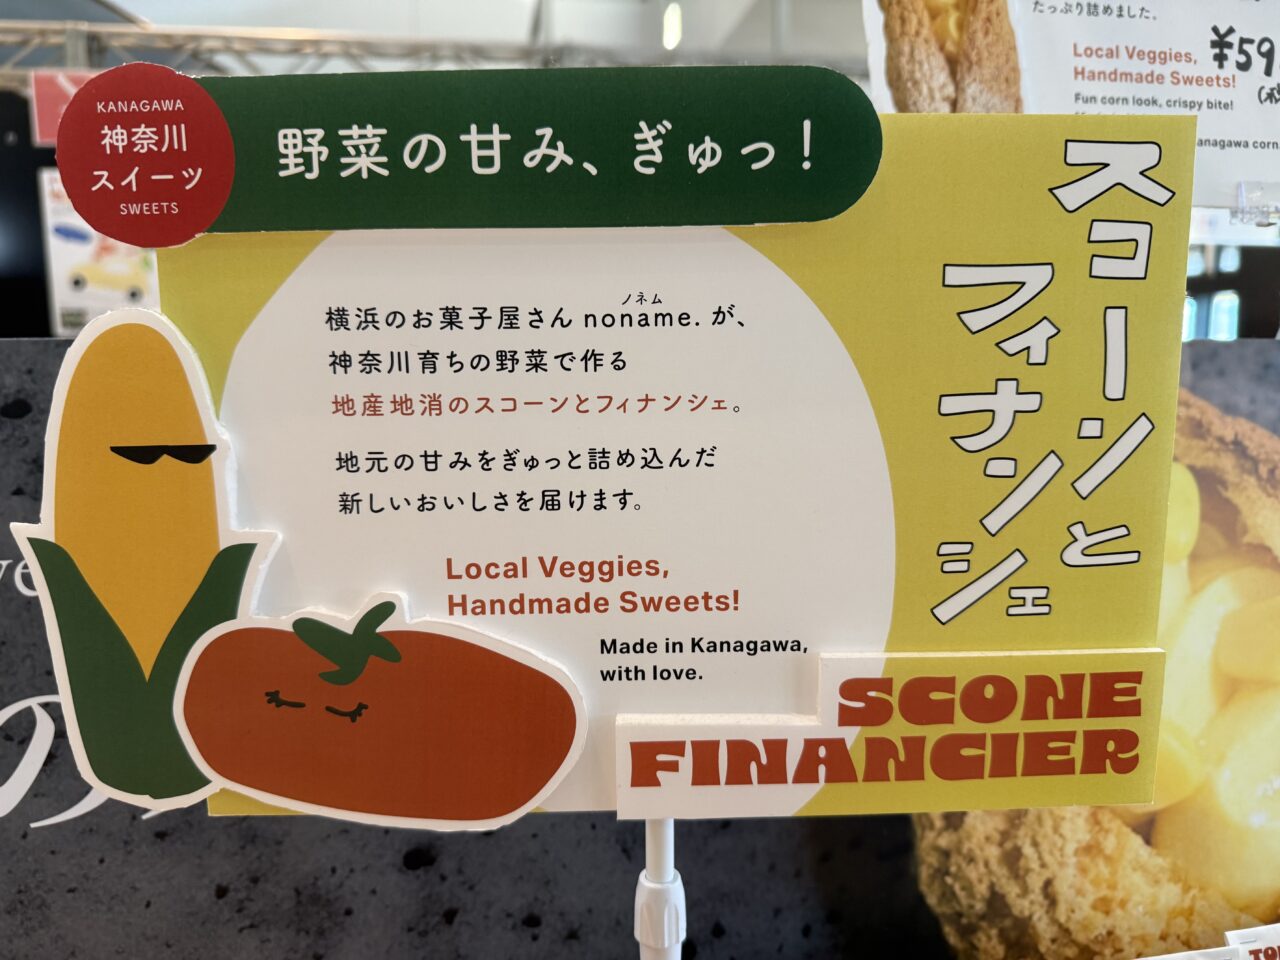 KANAGAWA
神奈川
スイーツ
SWEETS
野菜の甘み、ぎゅっ！
スコーンと
フィナンシェ
ノネム
横浜のお菓子屋さん noname. が、
神奈川育ちの野菜で作る
地産地消のスコーンとフィナンシェ。
地元の甘みをぎゅっと詰め込んだ
新しいおいしさを届けます。
Local Veggies,
Handmade Sweets!
Made in Kanagawa,
with love.
SCONE
FINANCIER
たっぷり詰めました。
Local Veggies,
Handmade Sweets!
Fun corn look, crispy bite!
anagawa corn
¥59